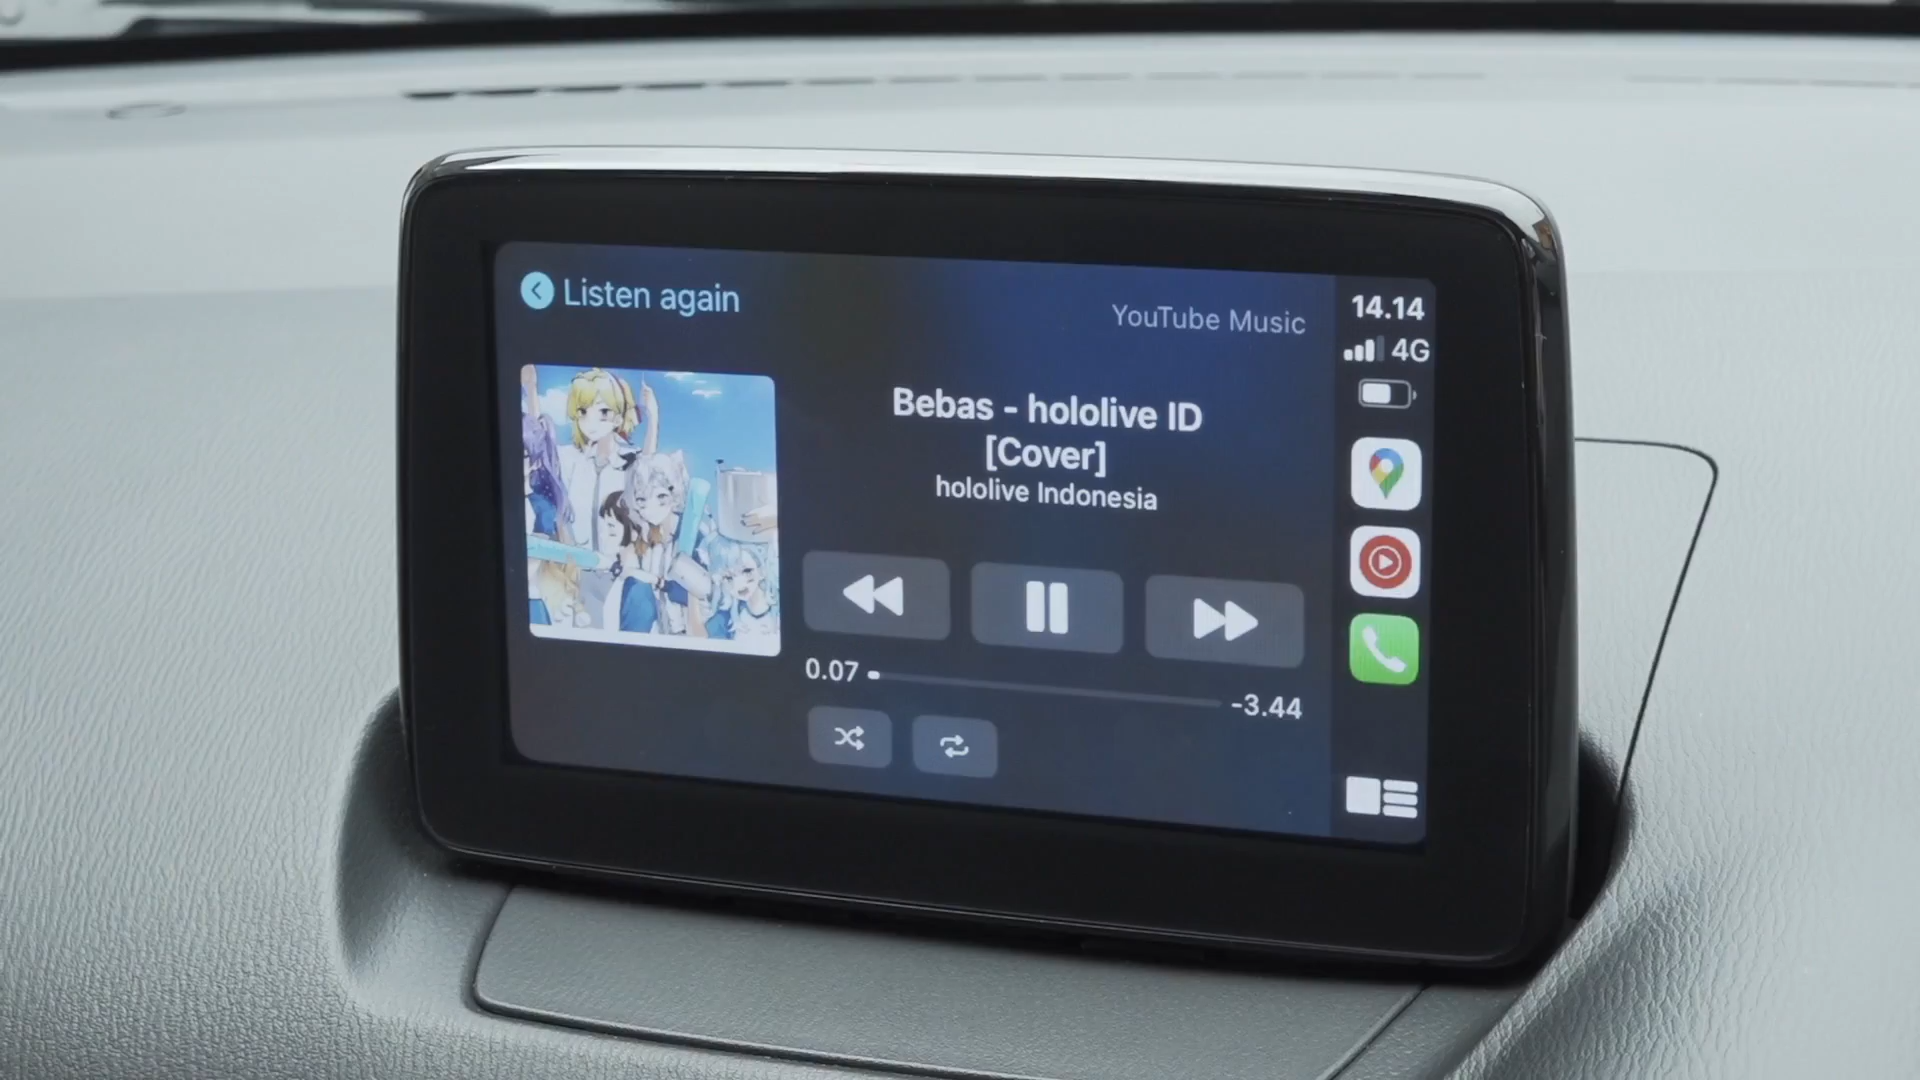 Listen again
YouTube Music
14.14
4G
Bebas - hololive ID
[Cover]
hololive Indonesia
0.07
-3.44